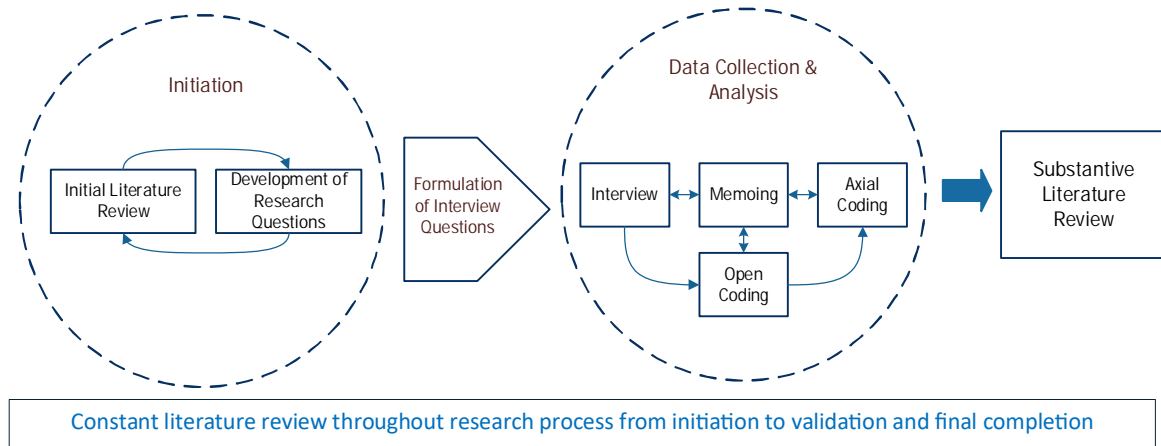 Initiation
Initial Literature
Review
Development of
Research
Questions
Formulation
of Interview
Questions
Data Collection &
Analysis
Interview
Memoing
Axial
Coding
Open
Coding
Substantive
Literature
Review
Constant literature review throughout research process from initiation to validation and final completion